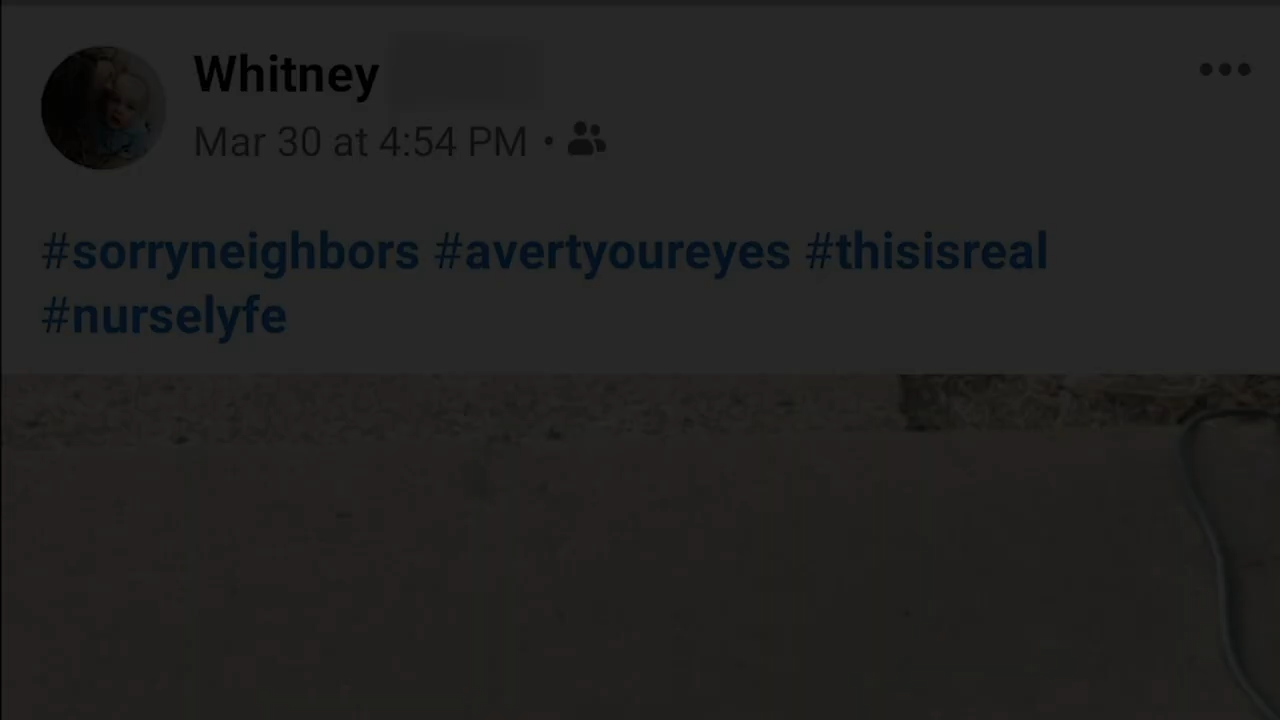 Whitney
Mar 30 at 4:54 PM •
#sorryneighbors #avertyoureyes #thisisreal
#nurselyfe